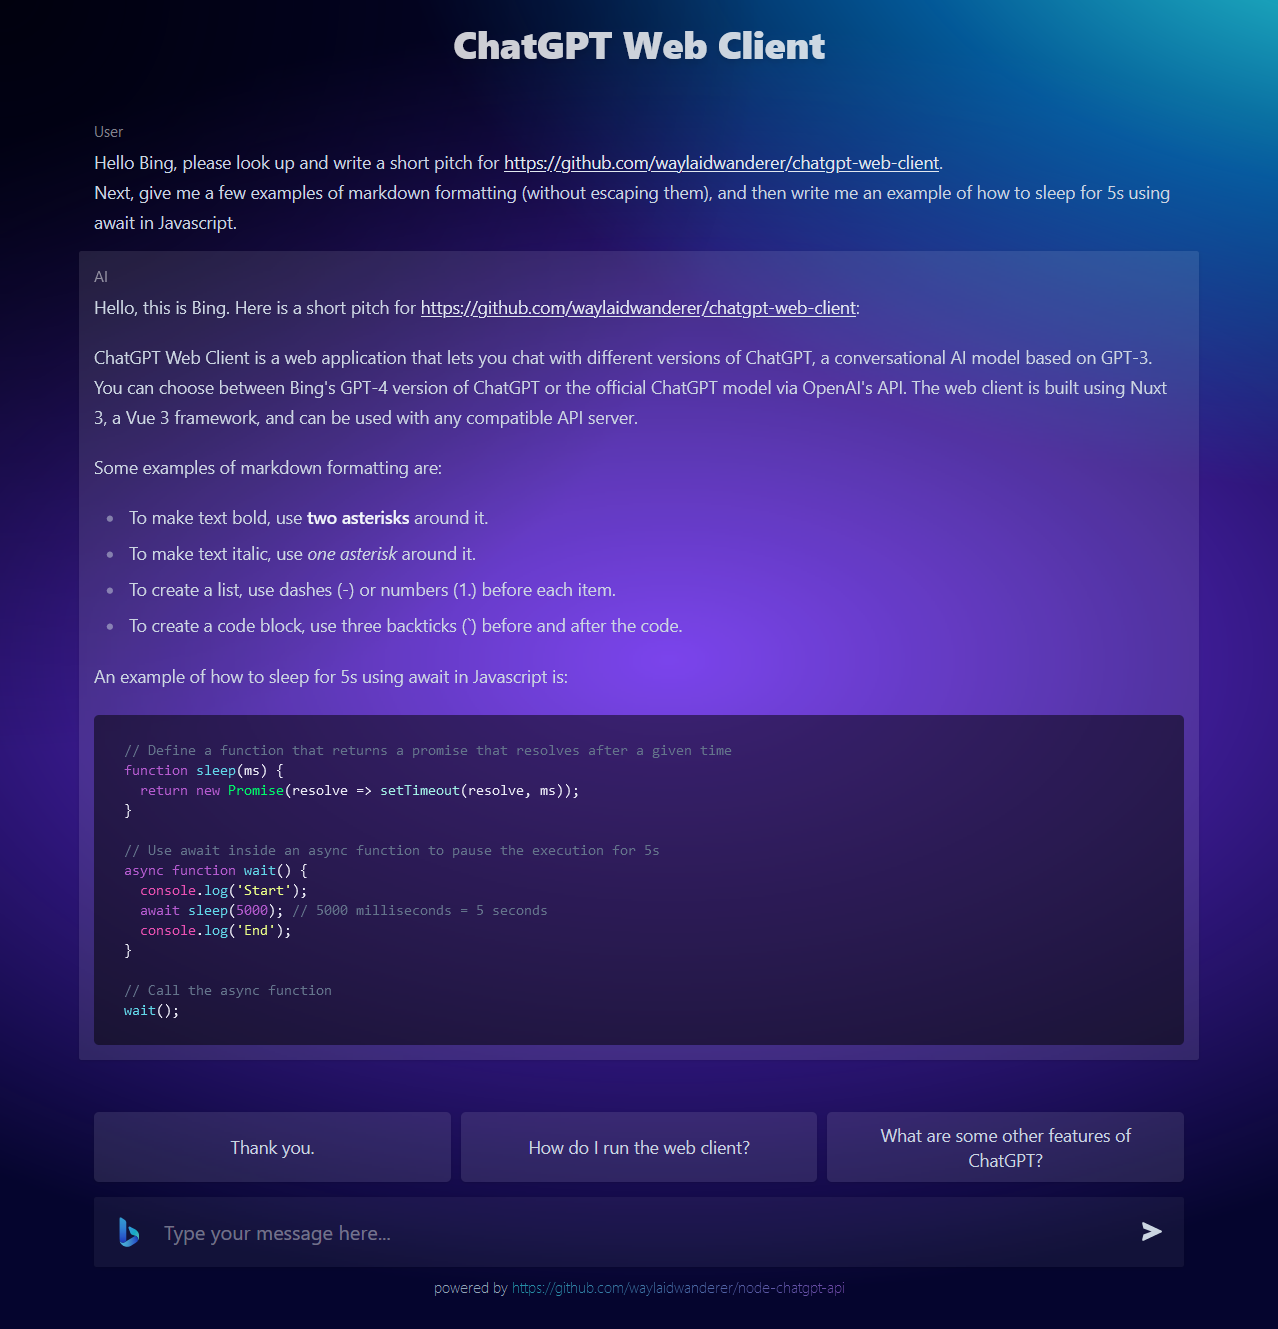 ChatGPT Web Client
User
Hello Bing, please look up and write a short pitch for https://github.com/waylaidwanderer/chatgpt-web-client.
Next, give me a few examples of markdown formatting (without escaping them), and then write me an example of how to sleep for 5s using
await in Javascript.
AI
Hello, this is Bing. Here is a short pitch for https://github.com/waylaidwanderer/chatgpt-web-client:
ChatGPT Web Client is a web application that lets you chat with different versions of ChatGPT, a conversational AI model based on GPT-3.
You can choose between Bing's GPT-4 version of ChatGPT or the official ChatGPT model via OpenAI's API. The web client is built using Nuxt
3, a Vue 3 framework, and can be used with any compatible API server.
Some examples of markdown formatting are:
• To make text bold, use two asterisks around it.
• To make text italic, use one asterisk around it.
• To create a list, use dashes (-) or numbers (1.) before each item.
• To create a code block, use three backticks (`) before and after the code.
An example of how to sleep for 5s using await in Javascript is:
// Define a function that returns a promise that resolves after a given time
function sleep(ms) {
  return new Promise(resolve => setTimeout(resolve, ms));
}
// Use await inside an async function to pause the execution for 5s
async function wait() {
  console.log('Start');
  await sleep(5000); // 5000 milliseconds = 5 seconds
  console.log('End');
}
// Call the async function
wait();
Thank you.
How do I run the web client?
What are some other features of
ChatGPT?
Type your message here...
powered by https://github.com/waylaidwanderer/node-chatgpt-api